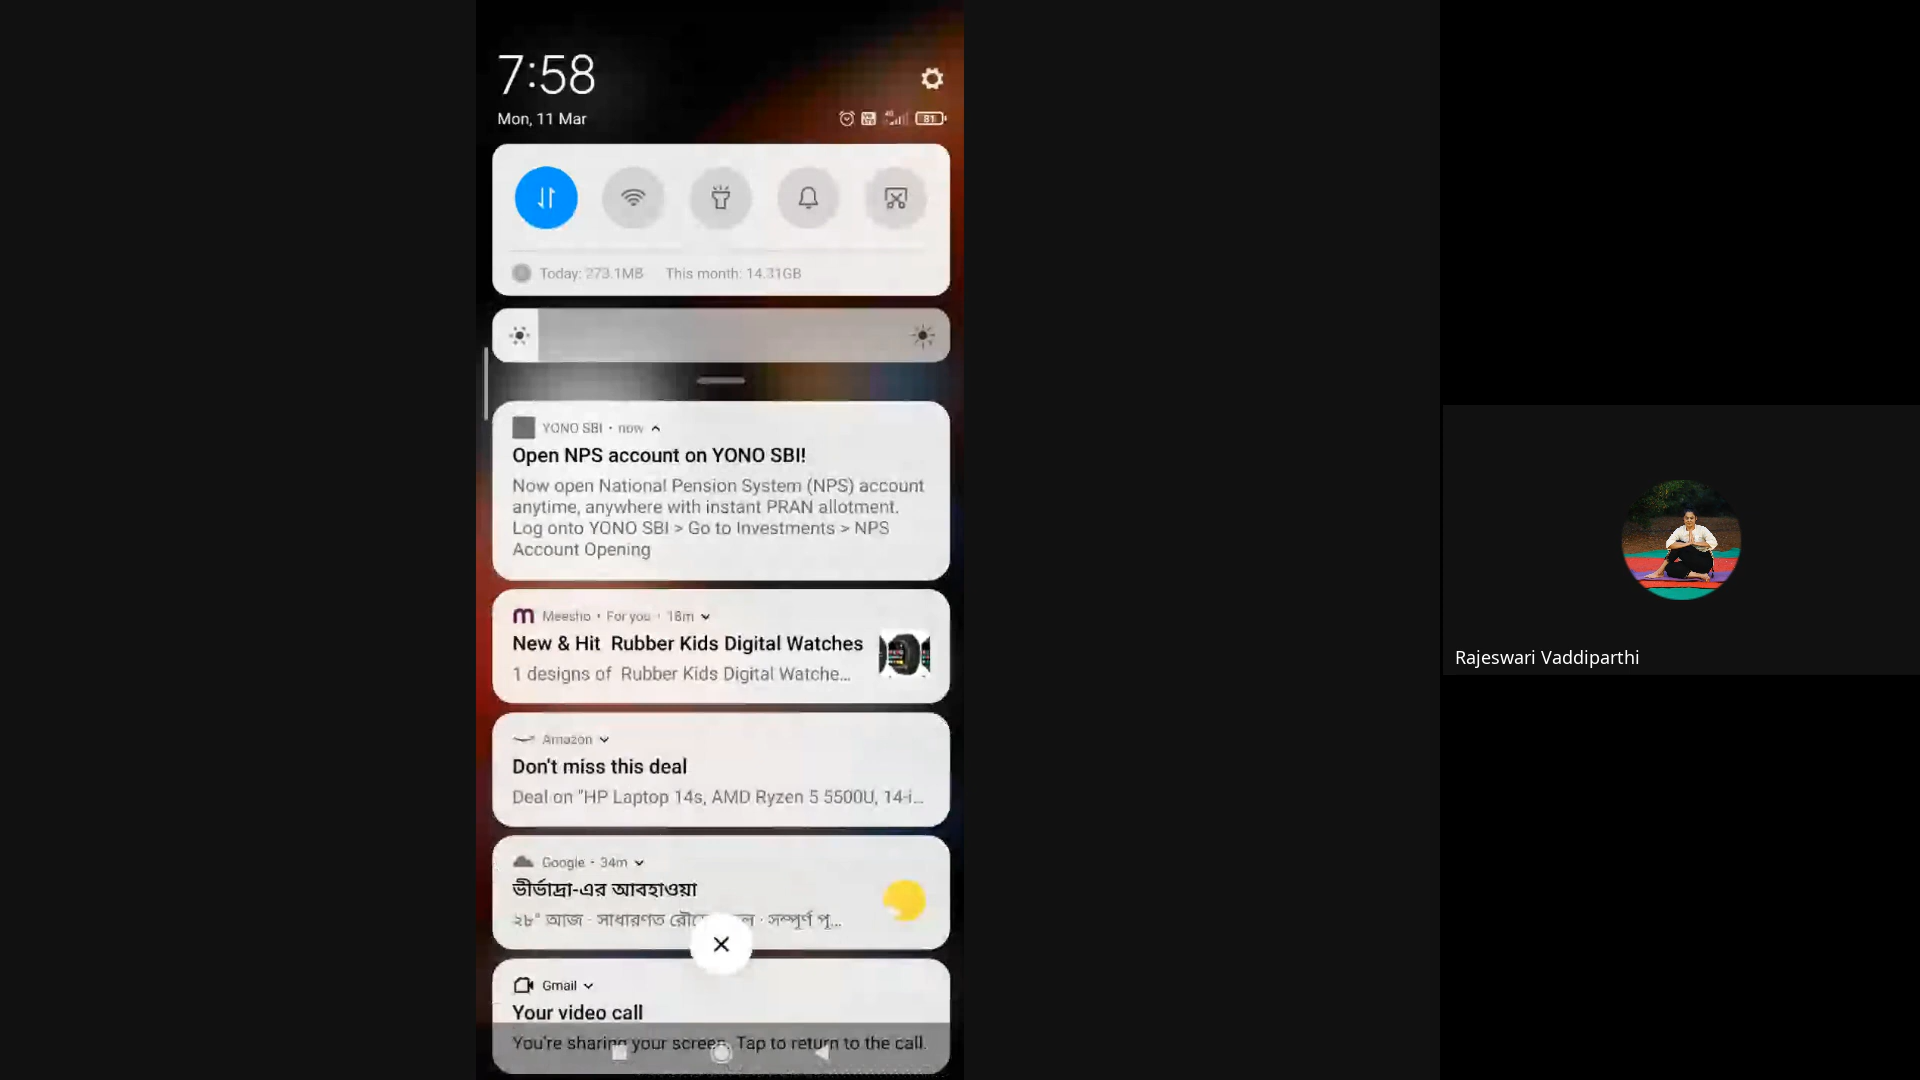 7:58
Mon, 11 Mar
4G
81
Today: 273.1MB This month: 14.31GB
YONO SBI • now
Open NPS account on YONO SBI!
Now open National Pension System (NPS) account
anytime, anywhere with instant PRAN allotment.
Log onto YONO SBI > Go to Investments > NPS
Account Opening
Meesho • For you • 18m
New & Hit Rubber Kids Digital Watches
1 designs of Rubber Kids Digital Watche...
Amazon
Don't miss this deal
Deal on "HP Laptop 14s, AMD Ryzen 5 5500U, 14-i...
Google • 34m
ভীর্ভাদ্রা-এর আবহাওয়া
২৮° আজ · সাধারণত · সম্পূর্ণ পূ...
Gmail
Your video call
You're sharing your screen. Tap to return to the call.
Rajeswari Vaddiparthi